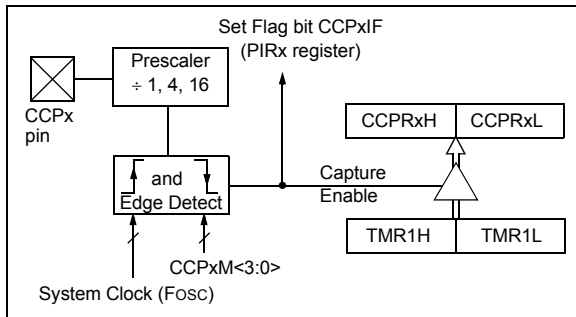 Set Flag bit CCPxIF
(PIRx register)
Prescaler
÷ 1, 4, 16
CCPx
pin
CCPRxH
CCPRxL
and
Edge Detect
Capture
Enable
TMR1H
TMR1L
CCPxM<3:0>
System Clock (FOSC)